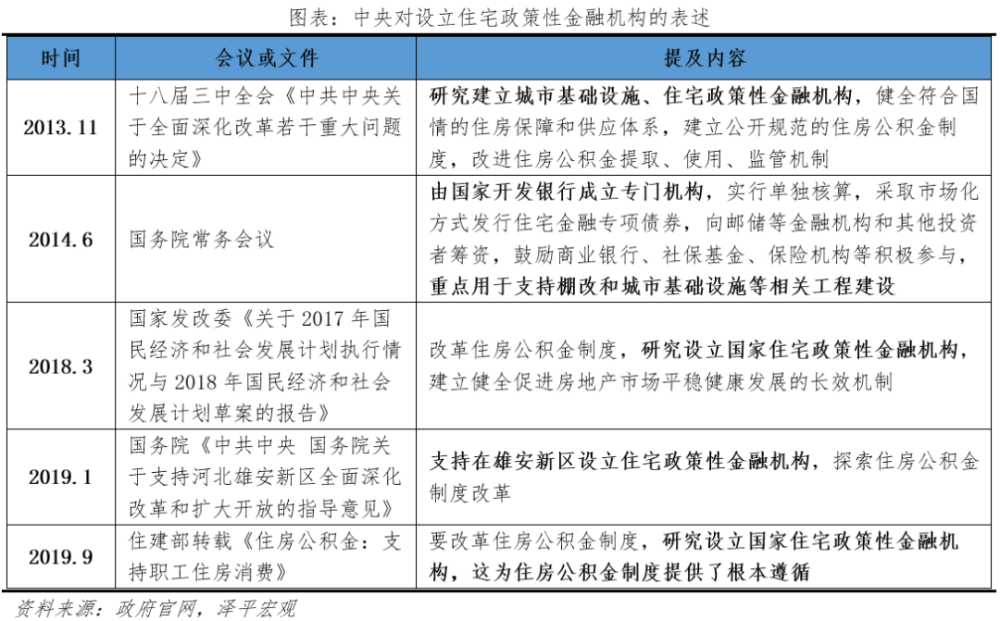 图表：中央对设立住宅政策性金融机构的表述
时间 会议或文件 提及内容
2013.11
十八届三中全会《中共中央关
于全面深化改革若干重大问题
的决定》
研究建立城市基础设施、住宅政策性金融机构，健全符合国
情的住房保障和供应体系，建立公开规范的住房公积金制
度，改进住房公积金提取、使用、监管机制
2014.6
国务院常务会议
由国家开发银行成立专门机构，实行单独核算，采取市场化
方式发行住宅金融专项债券，向邮储等金融机构和其他投资
者筹资，鼓励商业银行、社保基金、保险机构等积极参与，
重点用于支持棚改和城市基础设施等相关工程建设
2018.3
国家发改委《关于 2017 年国
民经济和社会发展计划执行情
况与 2018 年国民经济和社会
发展计划草案的报告》
改革住房公积金制度，研究设立国家住宅政策性金融机构，
建立健全促进房地产市场平稳健康发展的长效机制
2019.1
国务院《中共中央 国务院关
于支持河北雄安新区全面深化
改革和扩大开放的指导意见》
支持在雄安新区设立住宅政策性金融机构，探索住房公积金
制度改革
2019.9
住建部转载《住房公积金：支
持职工住房消费》
要改革住房公积金制度，研究设立国家住宅政策性金融机
构，这为住房公积金制度提供了根本遵循
资料来源：政府官网，泽平宏观